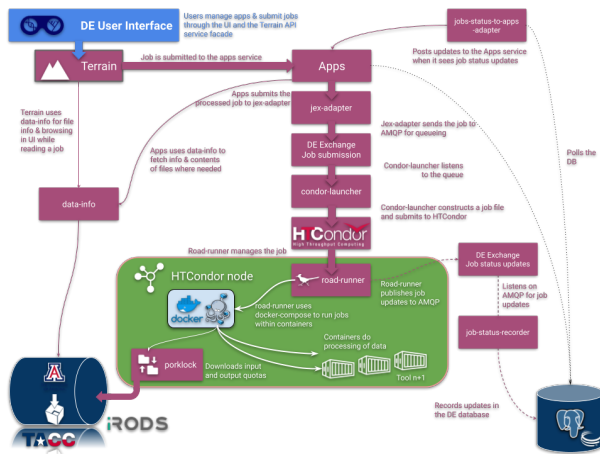 DE User Interface
Users manage apps & submit jobs
through the UI and the Terrain API
service facade
jobs-status-to-apps
-adapter
Terrain
Job is submitted to the apps service
Apps
Posts updates to the Apps service
when it sees job status updates
Apps submits the
processed job to jex-adapter
jex-adapter
Terrain uses
data-info for file
info & browsing
in UI while
reading a job
Jex-adapter sends the job to
AMQP for queueing
Apps uses data-info to
fetch info & contents
of files where needed
DE Exchange
Job submission
Polls the
DB
Condor-launcher listens
to the queue
condor-launcher
data-info
Condor-launcher constructs a job file
and submits to HTCondor
HTCondor
High Throughput Computing
Road-runner manages the job
HTCondor node
road-runner
DE Exchange
Job status updates
Road-runner
publishes job
updates to AMQP
Listens on
AMQP for job
updates
docker
road-runner uses
docker-compose to run jobs
within containers
job-status-recorder
Containers do
processing of data
porklock
Downloads input
and output quotas
Tool n+1
A
iRODS
TACC
Records updates in
the DE database